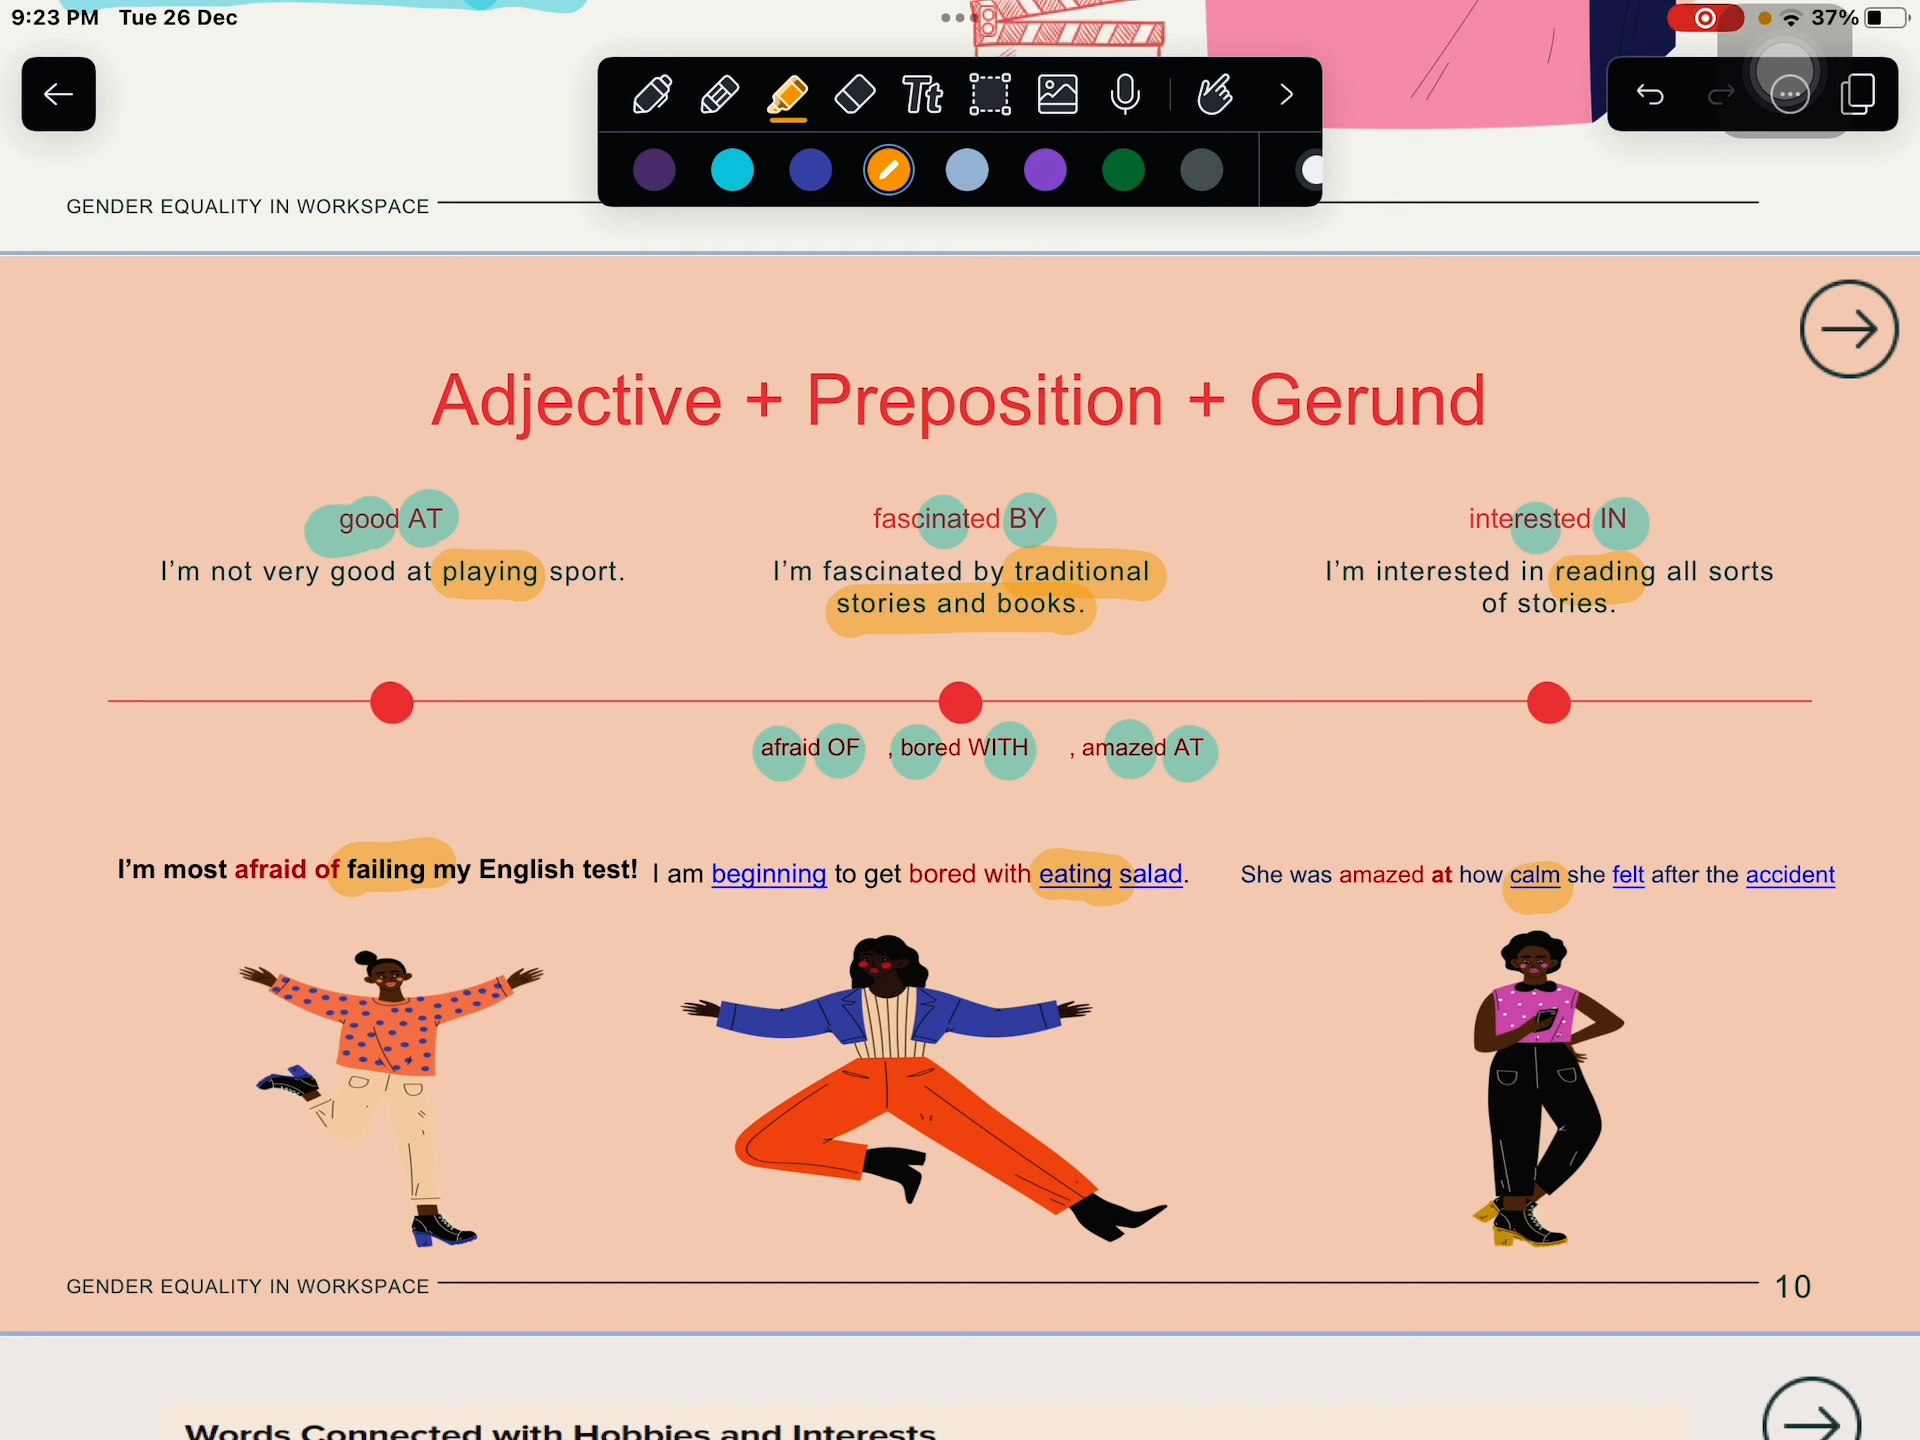 9:23 PM Tue 26 Dec
37%
Tt
GENDER EQUALITY IN WORKSPACE
Adjective + Preposition + Gerund
good AT
I'm not very good at playing sport.
fascinated BY
I'm fascinated by traditional
stories and books.
interested IN
I'm interested in reading all sorts
of stories.
afraid OF , bored WITH , amazed AT
I'm most afraid of failing my English test!
I am beginning to get bored with eating salad.
She was amazed at how calm she felt after the accident
GENDER EQUALITY IN WORKSPACE
10
Words Connected with Hobbies and Interests